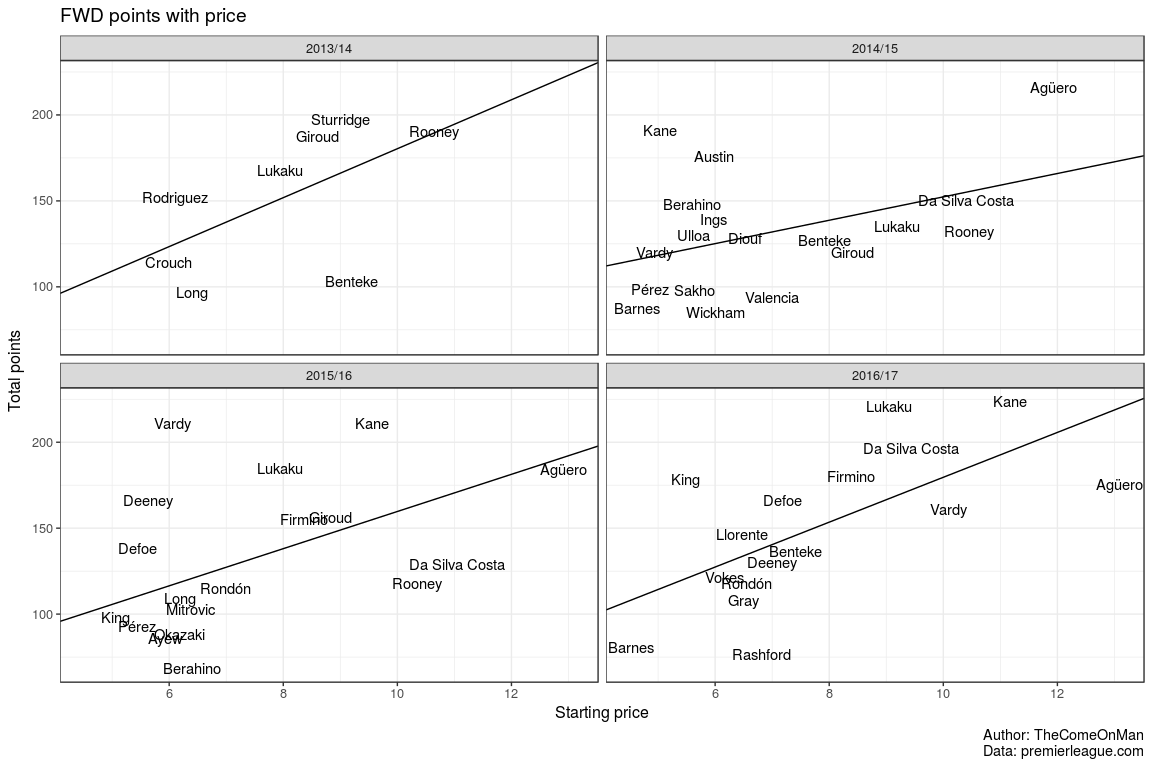 FWD points with price
2013/14
Sturridge
Giroud
Rooney
Lukaku
Rodriguez
Crouch
Long
Benteke
200
150
100
2014/15
Agüero
Kane
Austin
Berahino
Da Silva Costa
Ings
Lukaku
Rooney
Ulloa
Diouf
Benteke
Vardy
Giroud
Pérez
Sakho
Valencia
Barnes
Wickham
Total points
2015/16
Vardy
Kane
Lukaku
Agüero
Deeney
Firmino
Giroud
Defoe
Da Silva Costa
Rooney
Rondón
Long
Mitrovic
King
Pérez
Okazaki
Ayew
Berahino
200
150
100
6
8
10
12
2016/17
Kane
Lukaku
Da Silva Costa
King
Firmino
Agüero
Defoe
Vardy
Llorente
Benteke
Deeney
Vokes
Rondón
Gray
Barnes
Rashford
6
8
10
12
Starting price
Author: TheComeOnMan
Data: premierleague.com